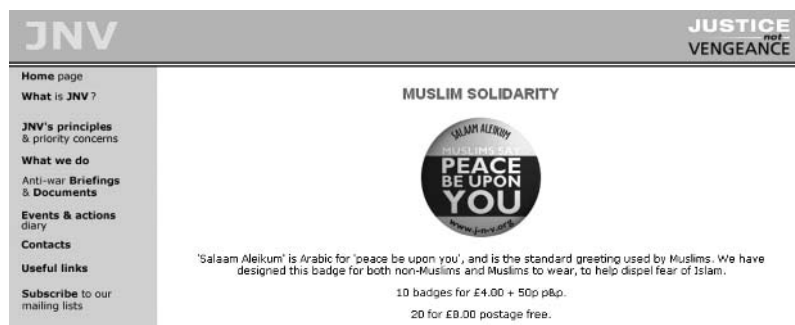 JNV
JUSTICE
not
VENGEANCE
Home page
What is JNV ?
JNV's principles
& priority concerns
What we do
Anti-war Briefings
& Documents
Events & actions
diary
Contacts
Useful links
Subscribe to our
mailing lists
MUSLIM SOLIDARITY
SALAAM ALEIKUM
MUSLIMS SAY
PEACE
BE UPON
YOU
www.j-n-v.org
'Salaam Aleikum' is Arabic for 'peace be upon you', and is the standard greeting used by Muslims. We have
designed this badge for both non-Muslims and Muslims to wear, to help dispel fear of Islam.
10 badges for £4.00 + 50p p&p.
20 for £8.00 postage free.